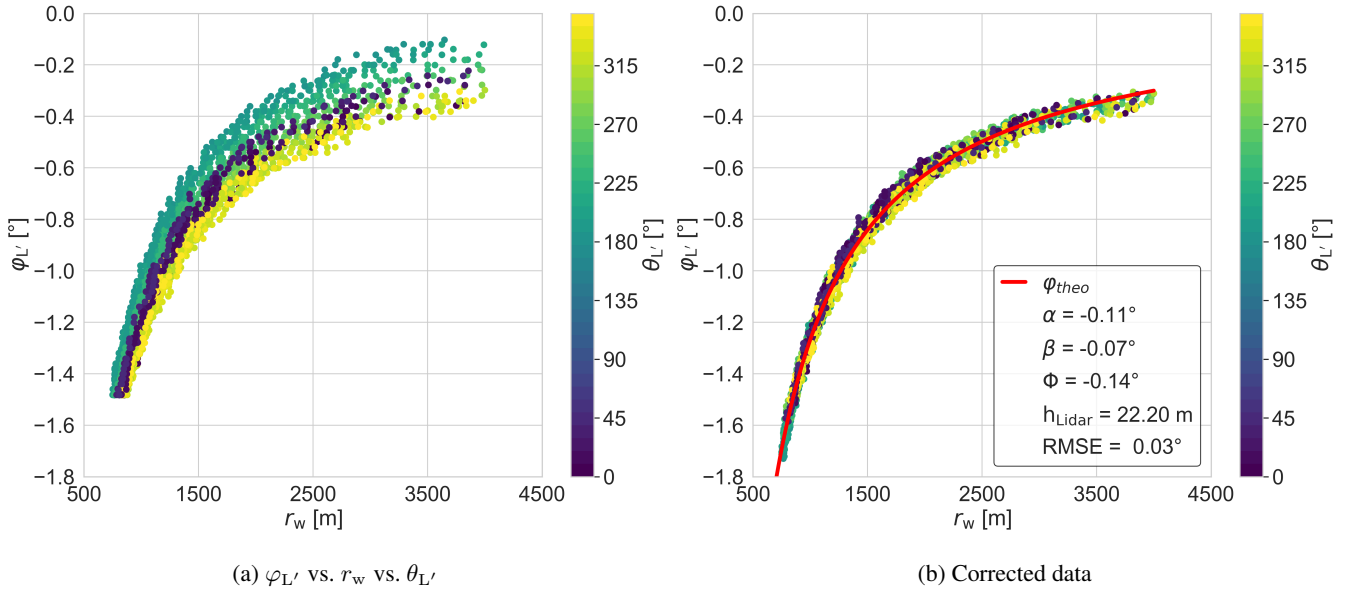 0.0
−0.2
−0.4
−0.6
−0.8
−1.0
−1.2
−1.4
−1.6
−1.8
φL′ [°]
500 1500 2500 3500 4500
rw [m]
315
270
225
180
135
90
45
0
θL′ [°]
(a) φL′ vs. rw vs. θL′
0.0
−0.2
−0.4
−0.6
−0.8
−1.0
−1.2
−1.4
−1.6
−1.8
φL′ [°]
φtheo
α = -0.11°
β = -0.07°
Φ = -0.14°
hLidar = 22.20 m
RMSE = 0.03°
500 1500 2500 3500 4500
rw [m]
315
270
225
180
135
90
45
0
θL′ [°]
(b) Corrected data